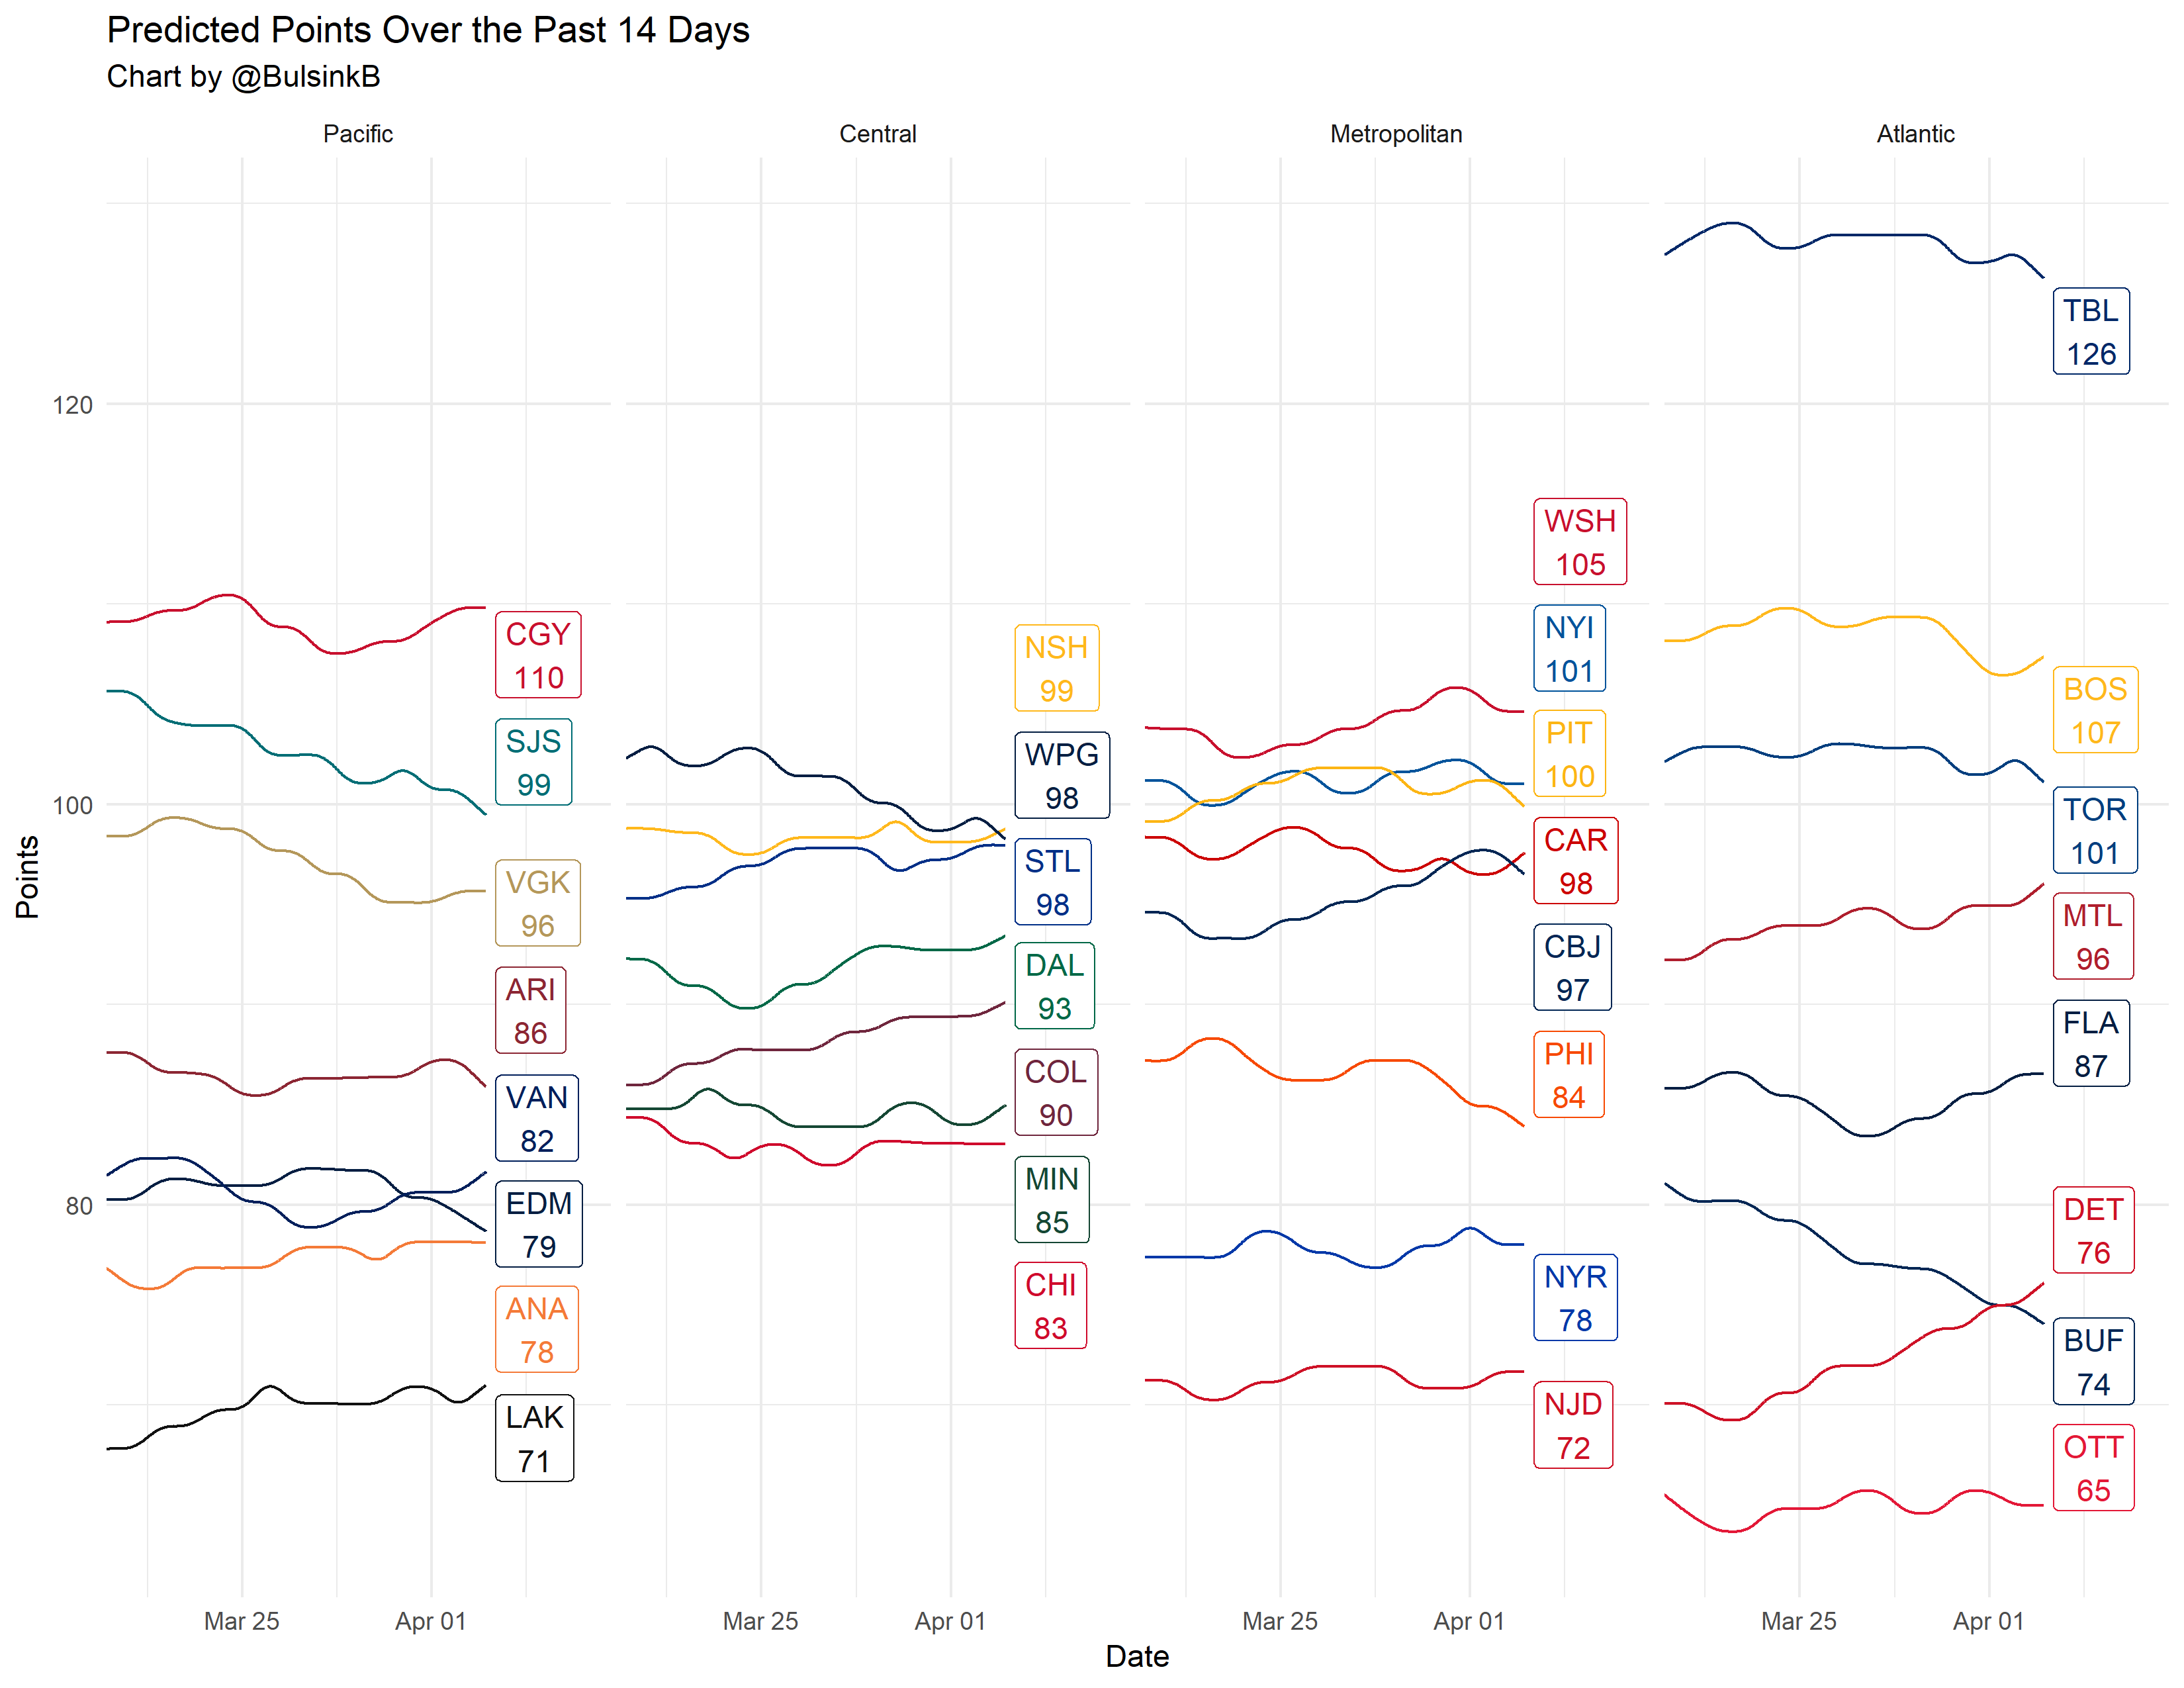 Predicted Points Over the Past 14 Days
Chart by @BulsinkB
Pacific
Central
Metropolitan
Atlantic
Points
120
100
80
CGY
110
SJS
99
VGK
96
ARI
86
VAN
82
EDM
79
ANA
78
LAK
71
NSH
99
WPG
98
STL
98
DAL
93
COL
90
MIN
85
CHI
83
WSH
105
NYI
101
PIT
100
CAR
98
CBJ
97
PHI
84
NYR
78
NJD
72
TBL
126
BOS
107
TOR
101
MTL
96
FLA
87
DET
76
BUF
74
OTT
65
Mar 25
Apr 01
Mar 25
Apr 01
Mar 25
Apr 01
Mar 25
Apr 01
Date